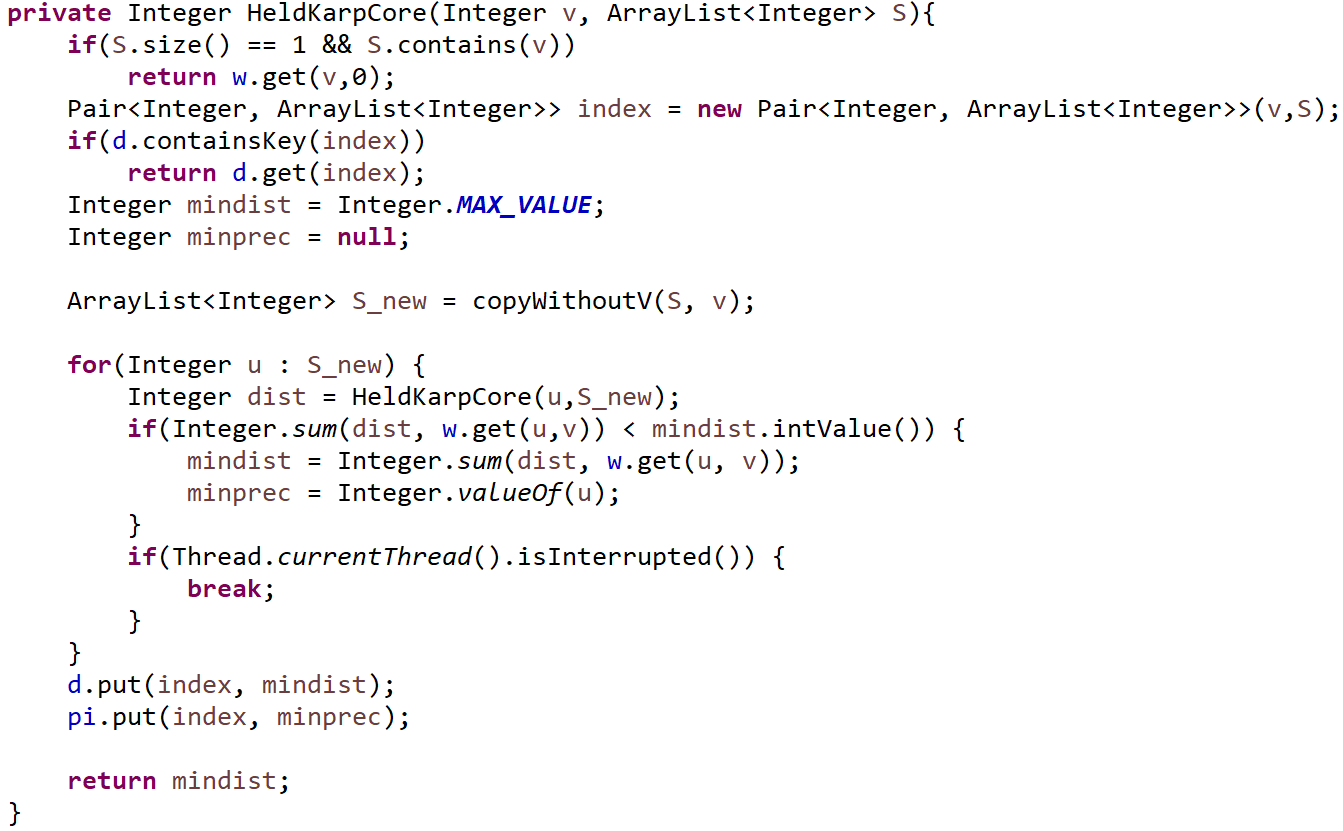 private Integer HeldKarpCore(Integer v, ArrayList<Integer> S){
    if(S.size() == 1 && S.contains(v))
        return w.get(v,0);
    Pair<Integer, ArrayList<Integer>> index = new Pair<Integer, ArrayList<Integer>>(v,S);
    if(d.containsKey(index))
        return d.get(index);
    Integer mindist = Integer.MAX_VALUE;
    Integer minprec = null;

    ArrayList<Integer> S_new = copyWithoutV(S, v);

    for(Integer u : S_new) {
        Integer dist = HeldKarpCore(u,S_new);
        if(Integer.sum(dist, w.get(u,v)) < mindist.intValue()) {
            mindist = Integer.sum(dist, w.get(u, v));
            minprec = Integer.valueOf(u);
        }
        if(Thread.currentThread().isInterrupted()) {
              break;
        }
    }
    d.put(index, mindist);
    pi.put(index, minprec);

    return mindist;
}